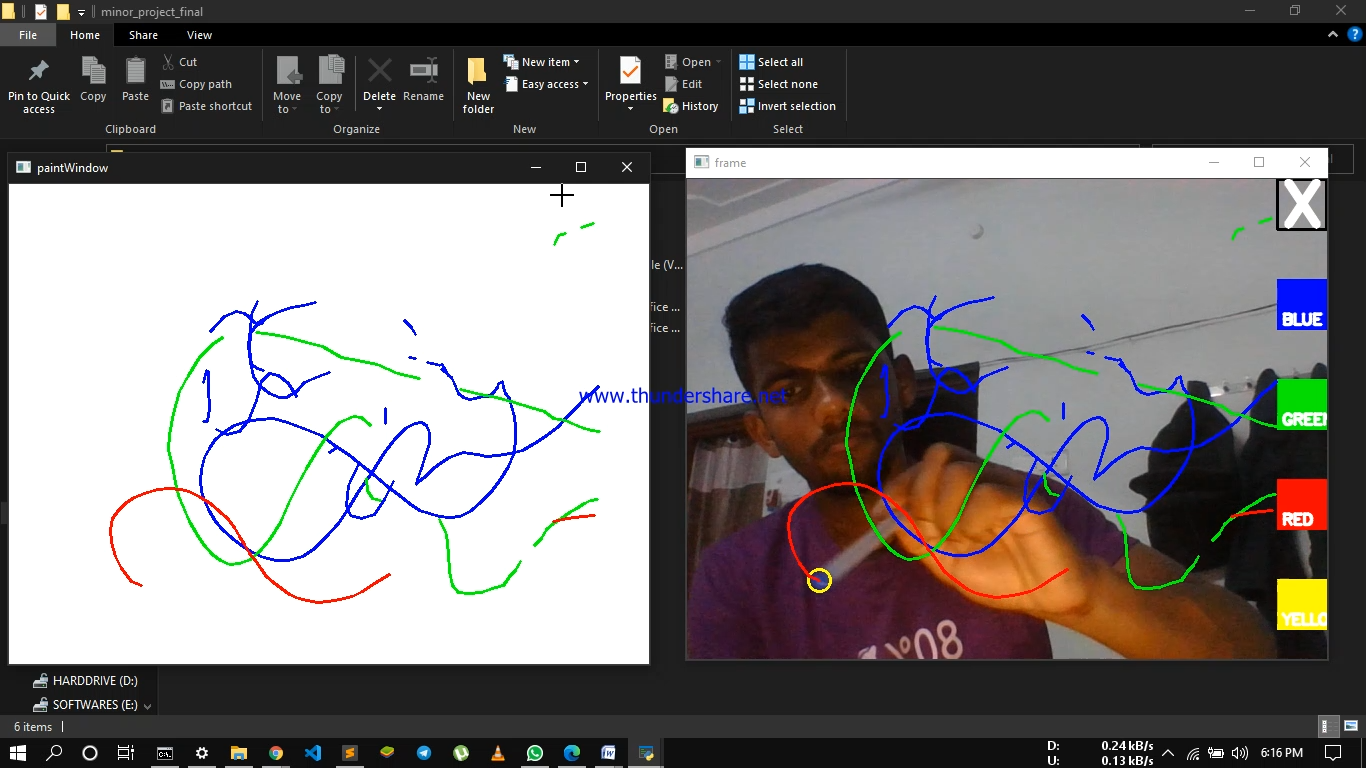 minor_project_final
File Home Share View
Pin to Quick access
Copy
Paste
Cut
Copy path
Paste shortcut
Clipboard
Move to
Copy to
Delete
Rename
Organize
New folder
New item
Easy access
New
Properties
Open
Edit
History
Open
Select all
Select none
Invert selection
Select
paintWindow
frame
X
le (V...
fice ...
fice ...
BLUE
www.thundershare.net
GREEN
RED
N°08
YELLO
HARDDRIVE (D:)
SOFTWARES (E:)
6 items
D: 0.24 kB/s
U: 0.13 kB/s
6:16 PM